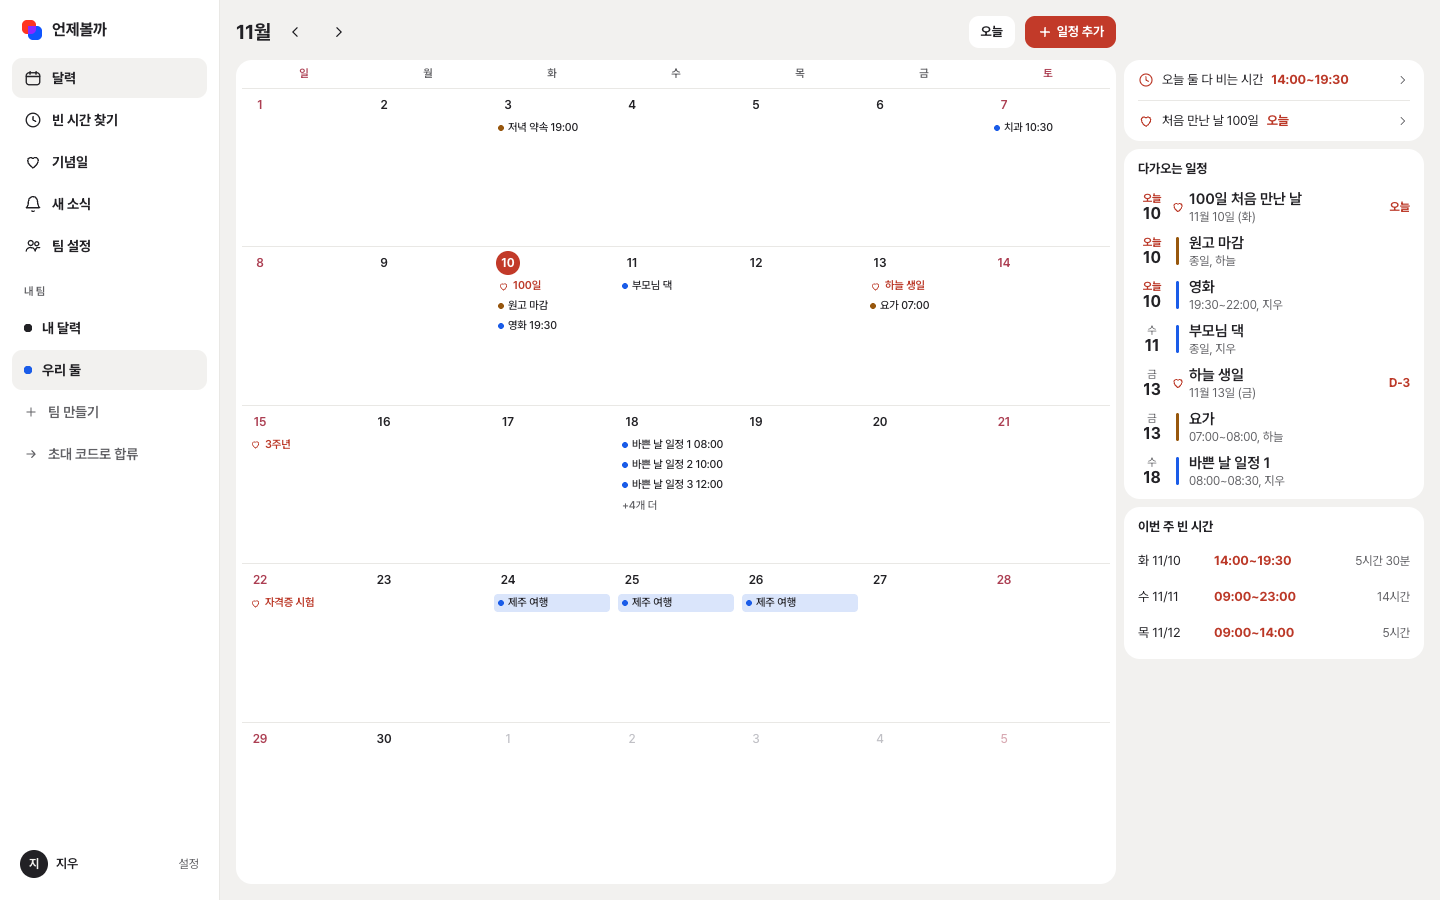 언제볼까
달력
빈 시간 찾기
기념일
새 소식
팀 설정
내 팀
내 달력
우리 둘
+ 팀 만들기
→ 초대 코드로 합류
지 지우 설정
11월 < >
오늘
+ 일정 추가
일 월 화 수 목 금 토
1 2 3 4 5 6 7
저녁 약속 19:00
치과 10:30
8 9 10 11 12 13 14
100일
원고 마감
영화 19:30
부모님 댁
하늘 생일
요가 07:00
15 16 17 18 19 20 21
3주년
바쁜 날 일정 1 08:00
바쁜 날 일정 2 10:00
바쁜 날 일정 3 12:00
+4개 더
22 23 24 25 26 27 28
자격증 시험
제주 여행
제주 여행
제주 여행
29 30 1 2 3 4 5
오늘 둘 다 비는 시간 14:00~19:30
처음 만난 날 100일 오늘
다가오는 일정
오늘
10
100일 처음 만난 날
11월 10일 (화)
오늘
오늘
10
원고 마감
종일, 하늘
오늘
10
영화
19:30~22:00, 지우
수
11
부모님 댁
종일, 지우
금
13
하늘 생일
11월 13일 (금)
D-3
금
13
요가
07:00~08:00, 하늘
수
18
바쁜 날 일정 1
08:00~08:30, 지우
이번 주 빈 시간
화 11/10 14:00~19:30 5시간 30분
수 11/11 09:00~23:00 14시간
목 11/12 09:00~14:00 5시간